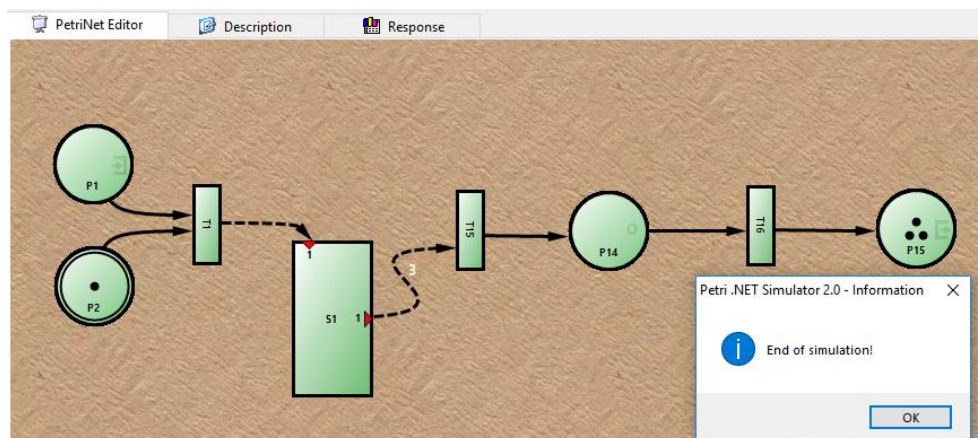 PetriNet Editor
Description
Response
P1
T1
P2
1
S1
1
3
T15
P14
T16
P15
Petri .NET Simulator 2.0 - Information
End of simulation!
OK